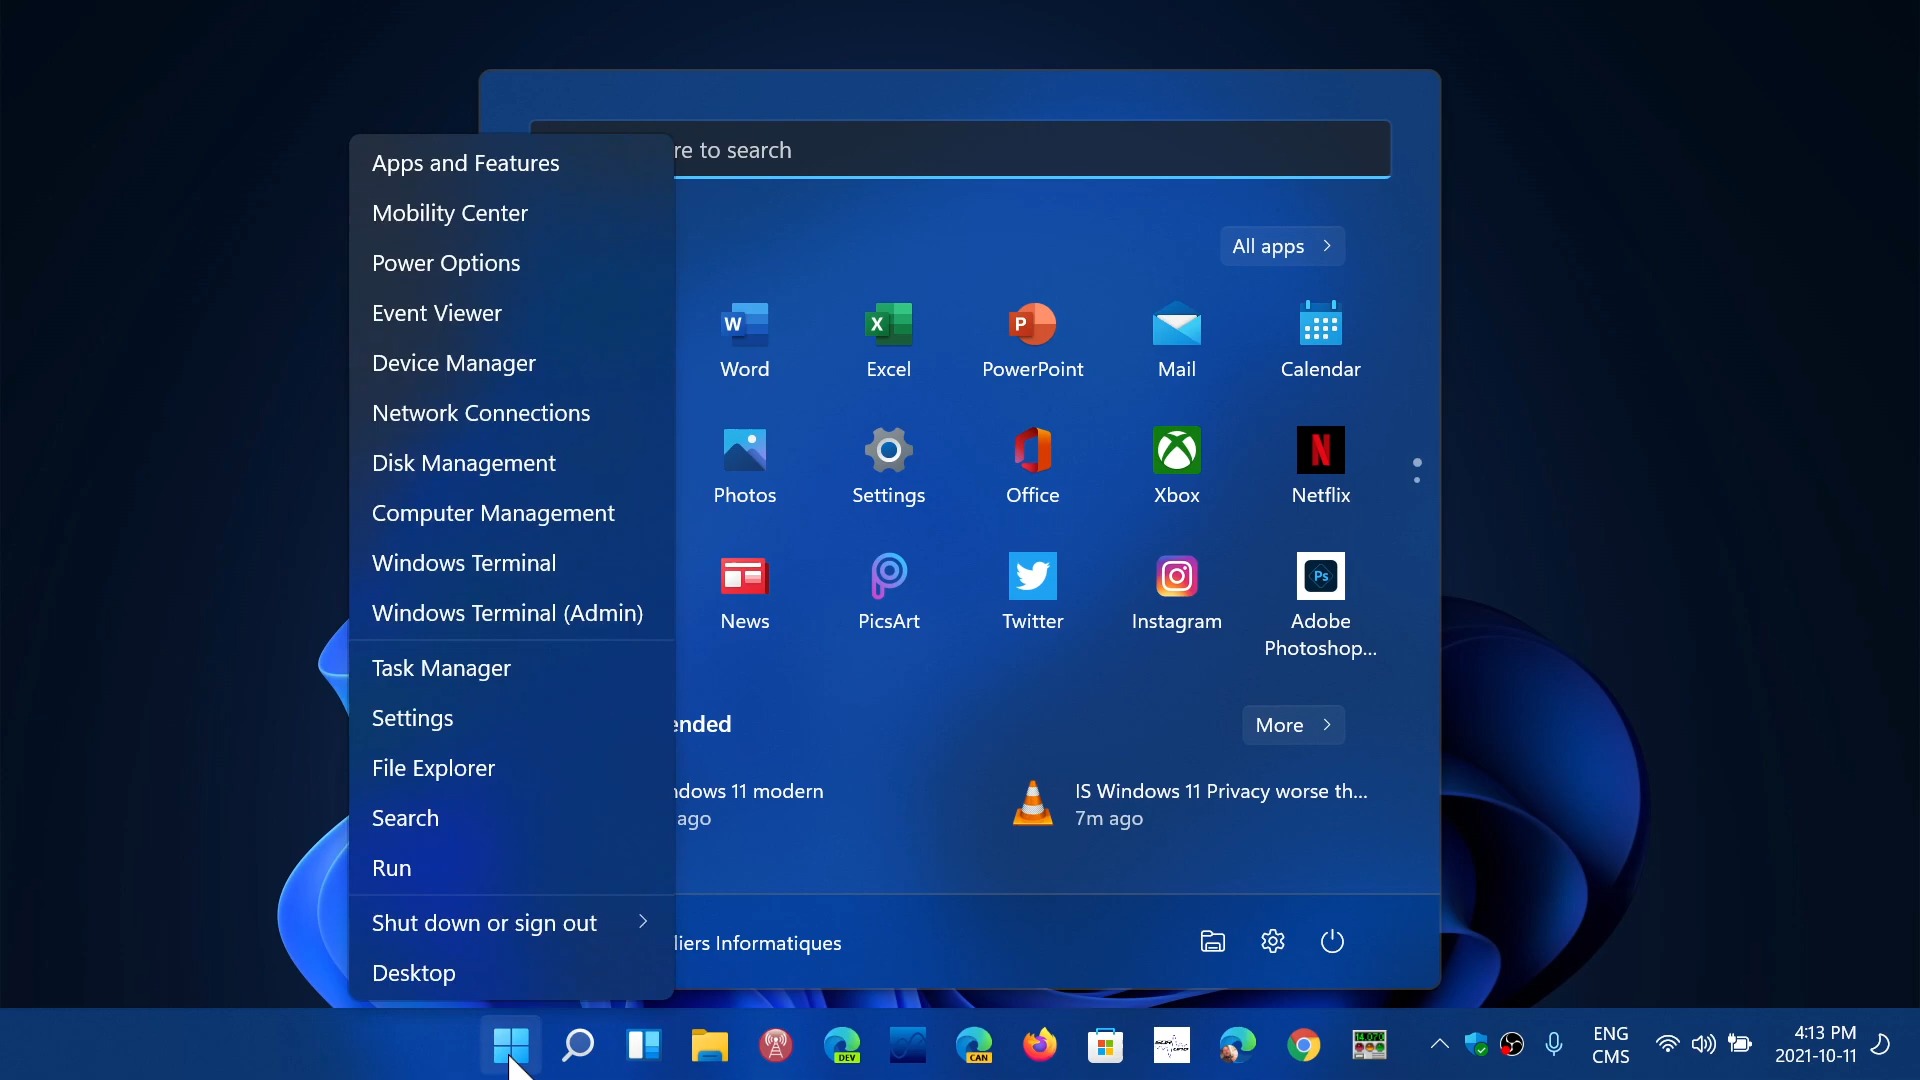 re to search
Apps and Features
Mobility Center
Power Options
Event Viewer
Device Manager
Network Connections
Disk Management
Computer Management
Windows Terminal
Windows Terminal (Admin)
Task Manager
Settings
File Explorer
Search
Run
Shut down or sign out
Desktop
All apps
W X P
Word Excel PowerPoint Mail Calendar
N
Photos Settings Office Xbox Netflix
Ps
News PicsArt Twitter Instagram Adobe
Photoshop...
ended
More
ndows 11 modern
ago
IS Windows 11 Privacy worse th...
7m ago
liers Informatiques
DEV
CAN
ENG
CMS
4:13 PM
2021-10-11